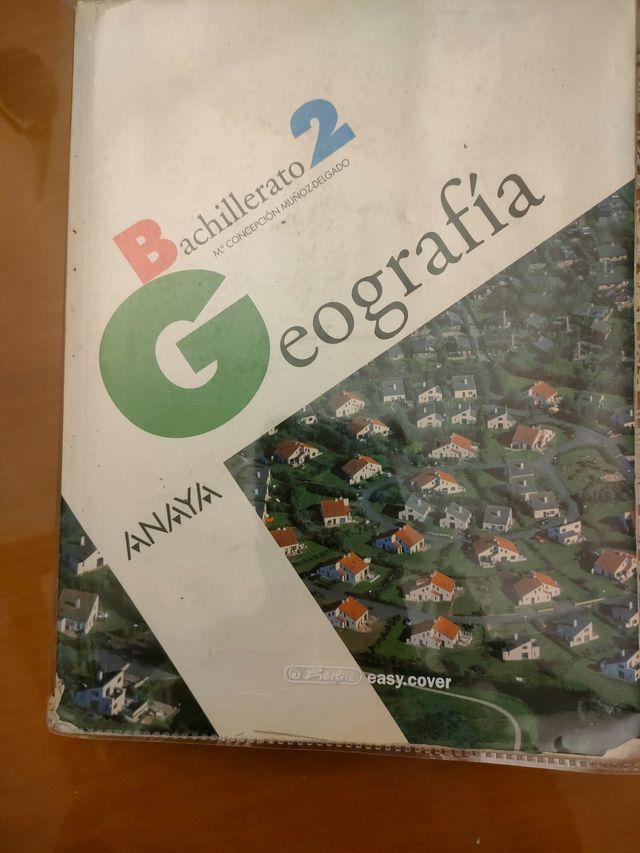 Bachillerato 2
Mª CONCEPCIÓN MUÑOZ-DELGADO
Geografía
ANAYA
Herlitz easy.cover